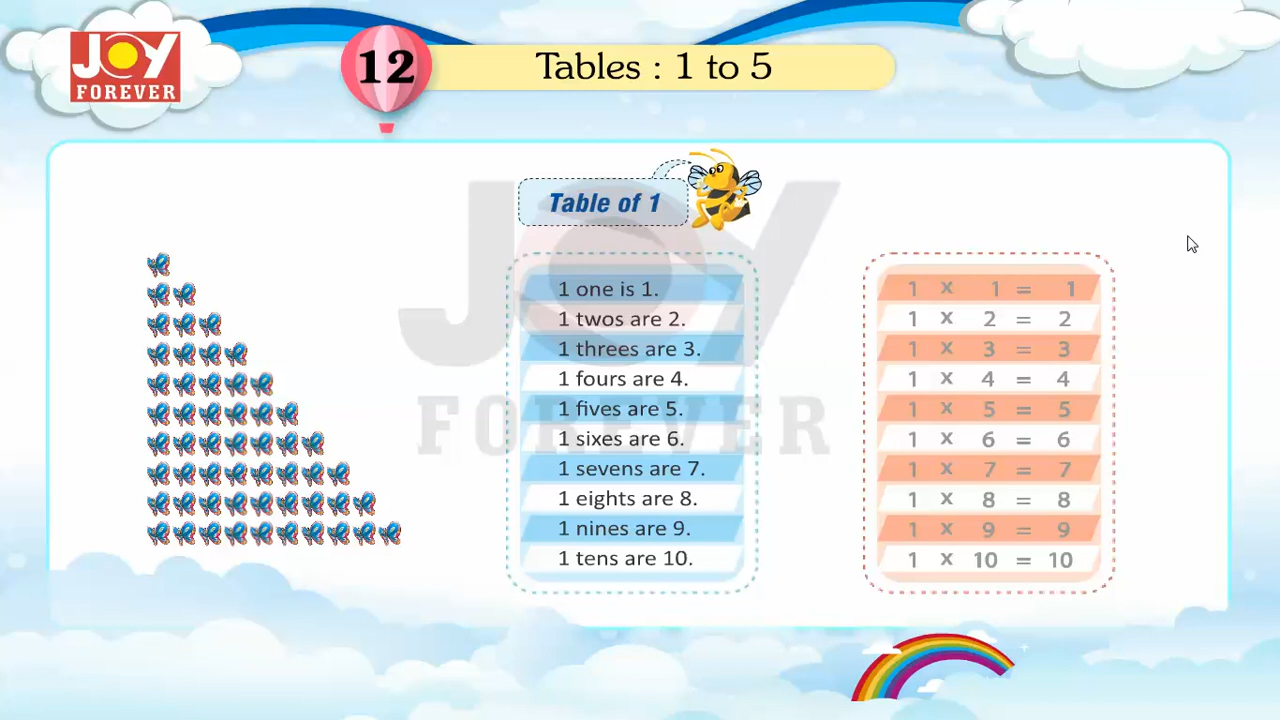 JOY
FOREVER
12
Tables : 1 to 5
Table of 1
JOY
FOREVER
1 one is 1.
1 twos are 2.
1 threes are 3.
1 fours are 4.
1 fives are 5.
1 sixes are 6.
1 sevens are 7.
1 eights are 8.
1 nines are 9.
1 tens are 10.
1 x 1 = 1
1 x 2 = 2
1 x 3 = 3
1 x 4 = 4
1 x 5 = 5
1 x 6 = 6
1 x 7 = 7
1 x 8 = 8
1 x 9 = 9
1 x 10 = 10